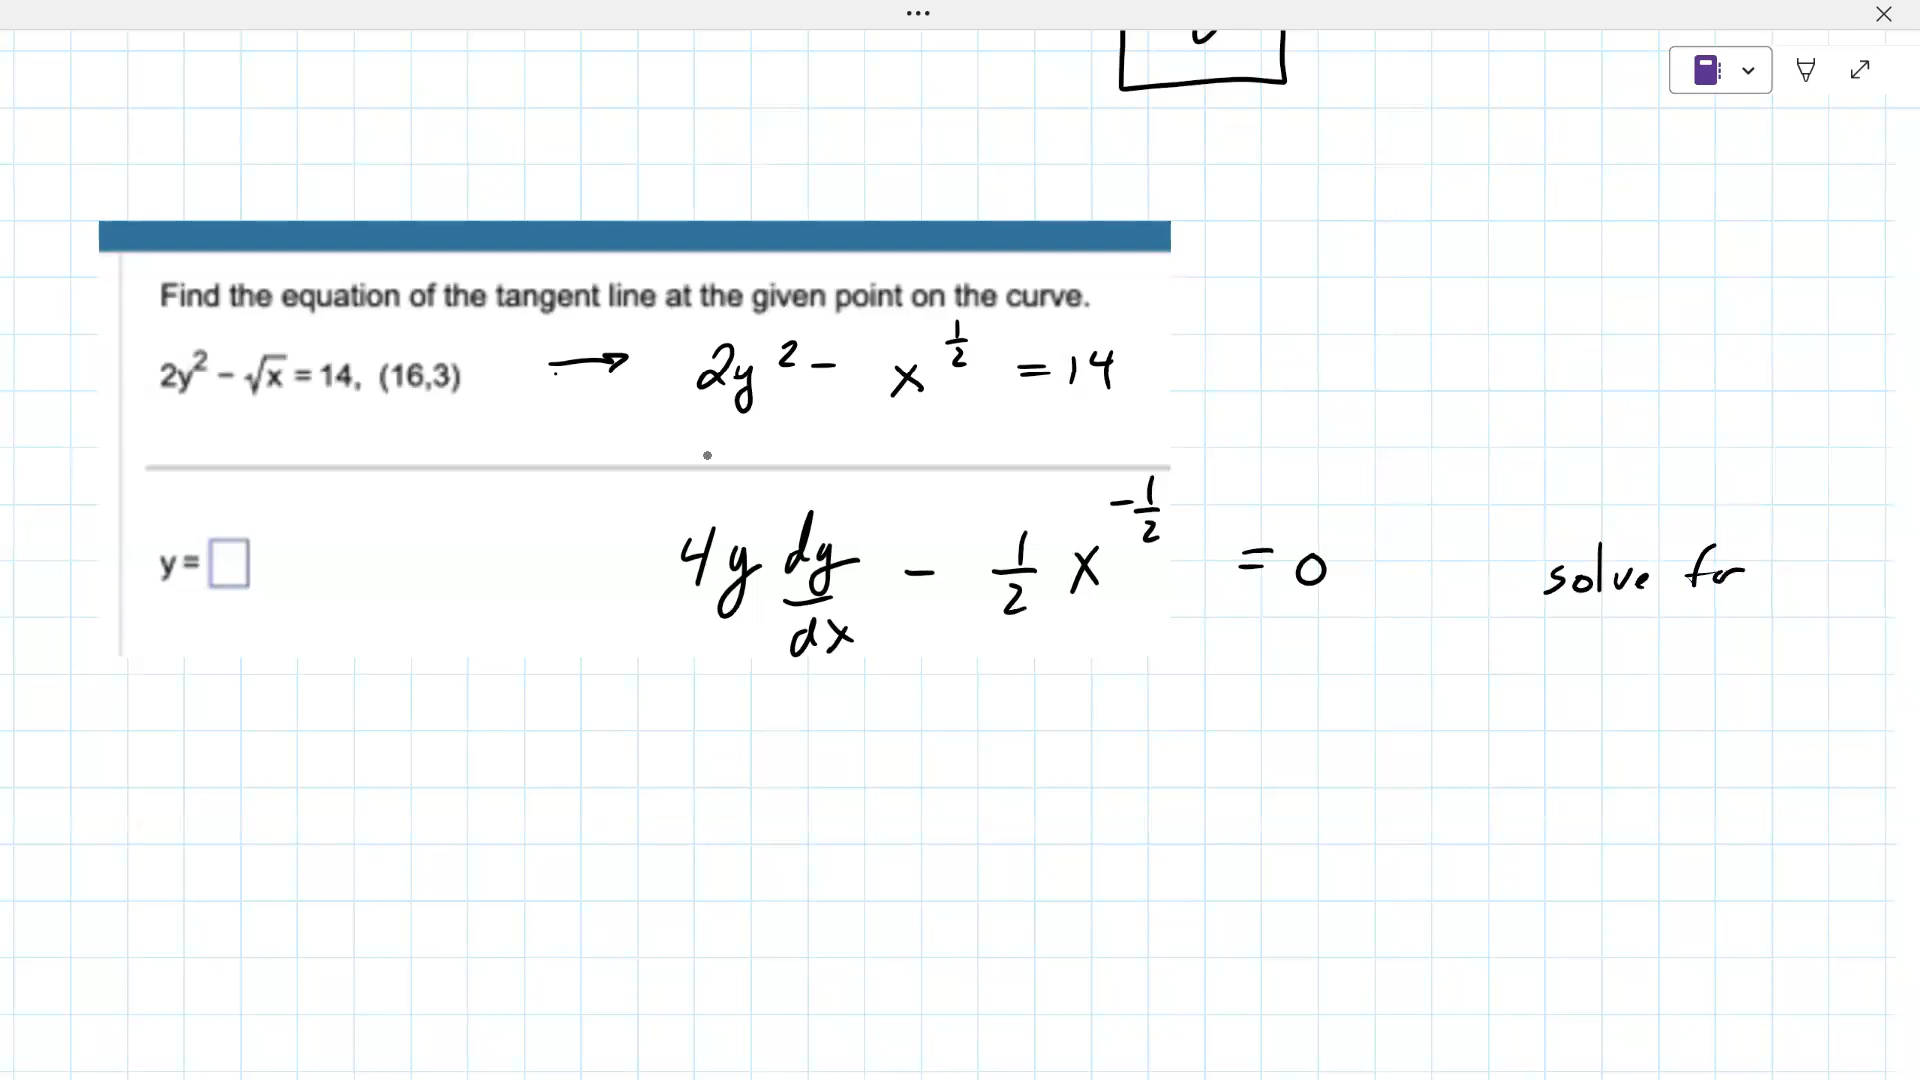 Find the equation of the tangent line at the given point on the curve.
2y² – √x = 14, (16,3) → 2y² – x^(1/2) = 14
y = 4y dy/dx – 1/2 x^(-1/2) = 0 solve for